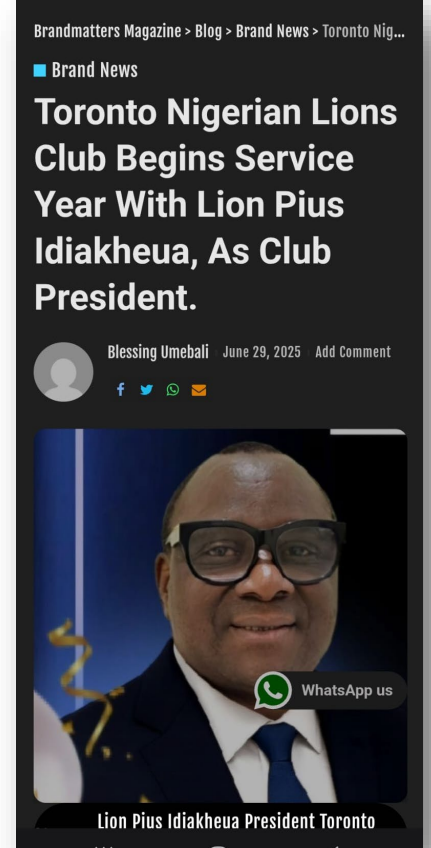 Brandmatters Magazine > Blog > Brand News > Toronto Nig...
Brand News
Toronto Nigerian Lions
Club Begins Service
Year With Lion Pius
Idiakheua, As Club
President.
Blessing Umebali June 29, 2025 Add Comment
WhatsApp us
Lion Pius Idiakheua President Toronto